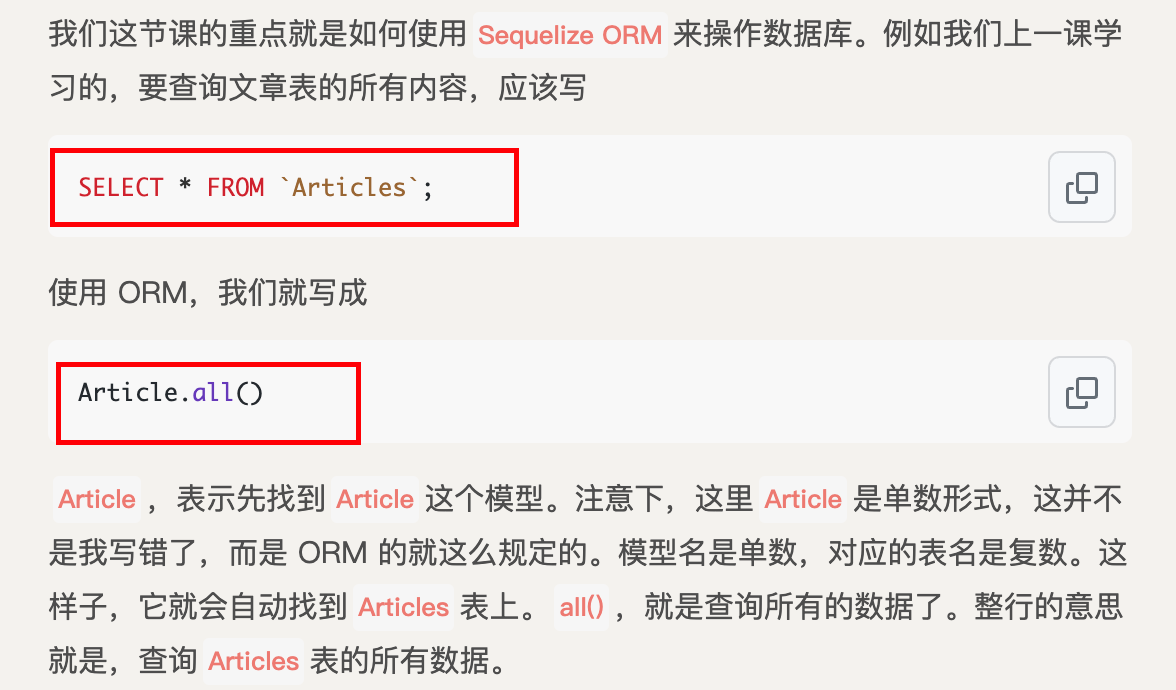 我们这节课的重点就是如何使用 Sequelize ORM 来操作数据库。例如我们上一课学
习的，要查询文章表的所有内容，应该写
SELECT * FROM `Articles`;
使用 ORM，我们就写成
Article.all()
Article ，表示先找到 Article 这个模型。注意下，这里 Article 是单数形式，这并不
是我写错了，而是 ORM 的就这么规定的。模型名是单数，对应的表名是复数。这
样子，它就会自动找到 Articles 表上。 all() ，就是查询所有的数据了。整行的意思
就是，查询 Articles 表的所有数据。